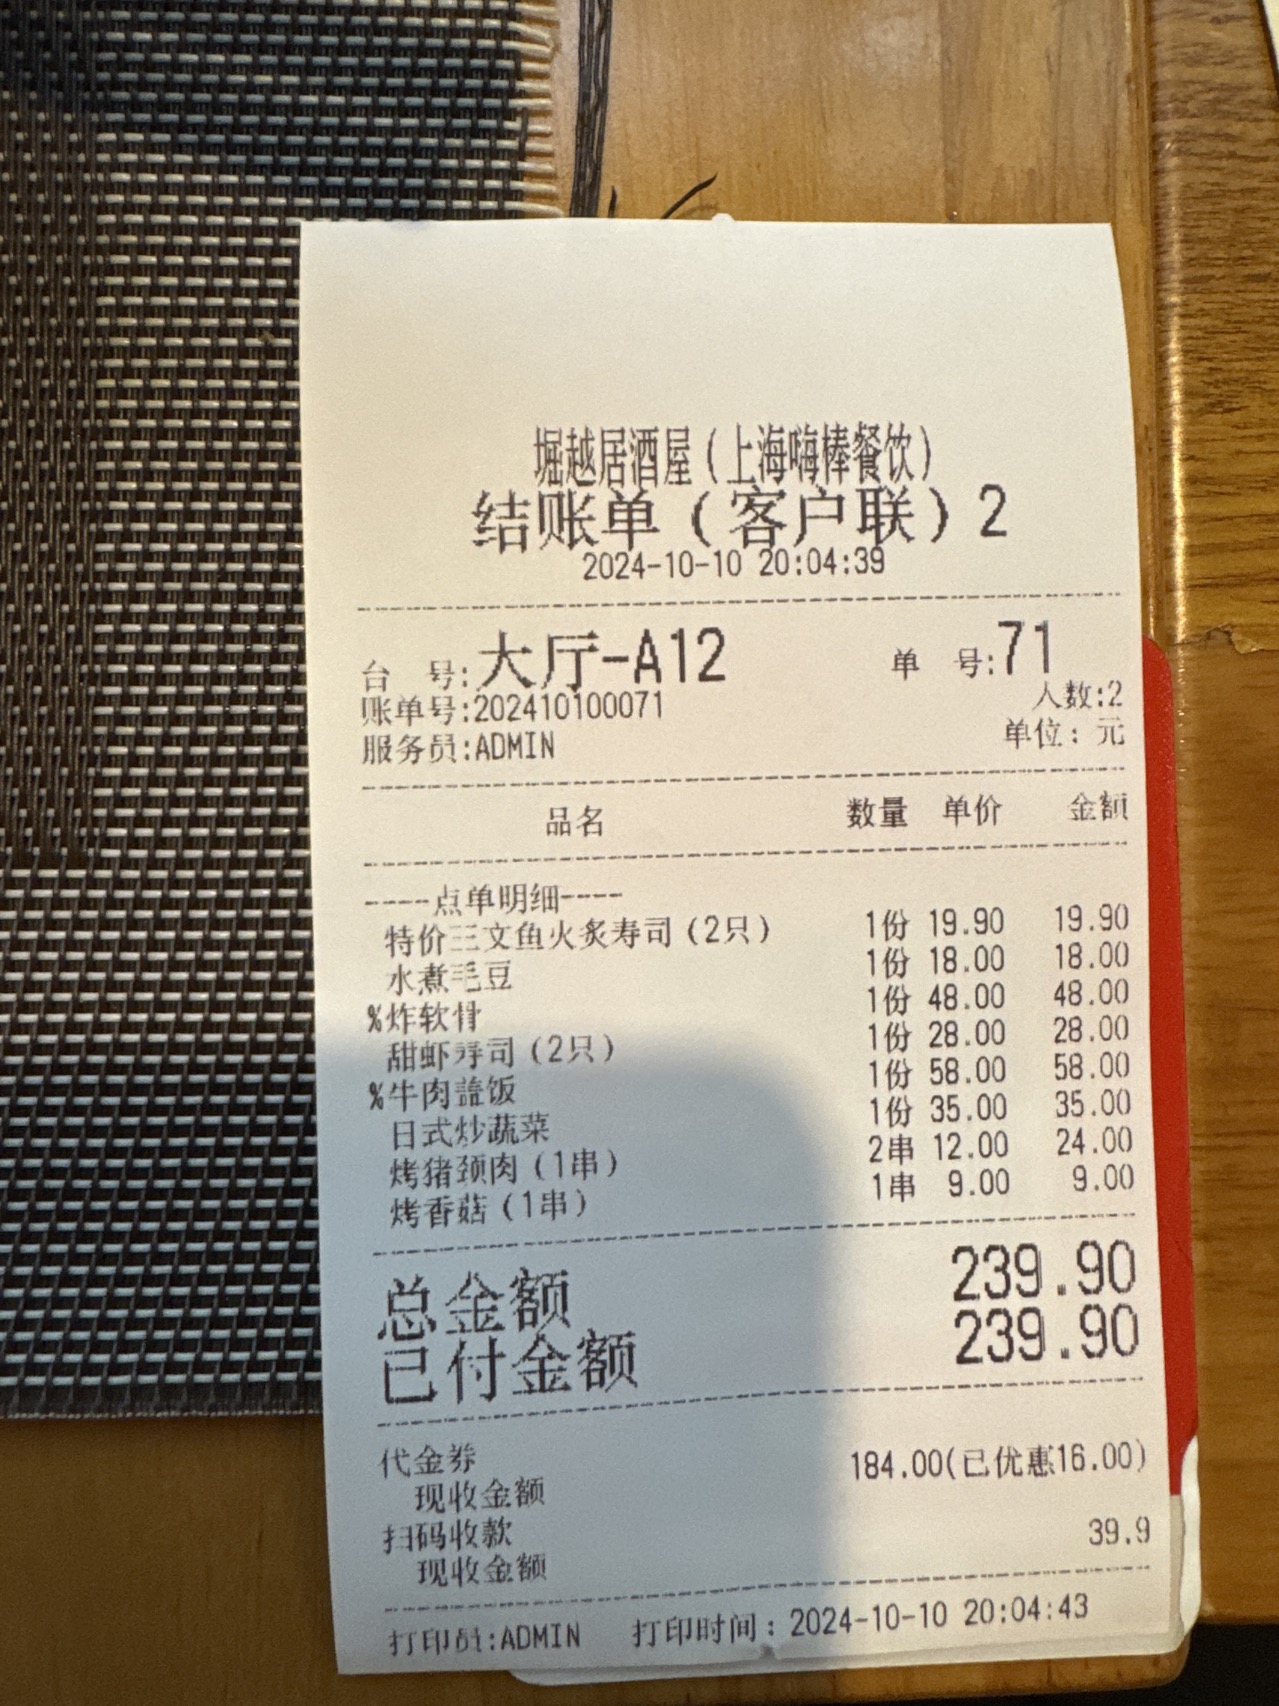 堀越居酒屋(上海嗨棒餐饮)
结账单(客户联)2
2024-10-10 20:04:39
台 号:大厅-A12 单 号:71
账单号:202410100071 人数:2
服务员:ADMIN 单位: 元
品名 数量 单价 金额
----点单明细----
特价三文鱼火炙寿司(2只) 1份 19.90 19.90
水煮毛豆 1份 18.00 18.00
%炸软骨 1份 48.00 48.00
甜虾寿司(2只) 1份 28.00 28.00
%牛肉盖饭 1份 58.00 58.00
日式炒蔬菜 1份 35.00 35.00
烤猪颈肉(1串) 2串 12.00 24.00
烤香菇(1串) 1串 9.00 9.00
总金额 239.90
已付金额 239.90
代金券
现收金额 184.00(已优惠16.00)
扫码收款
现收金额 39.9
打印员:ADMIN 打印时间: 2024-10-10 20:04:43